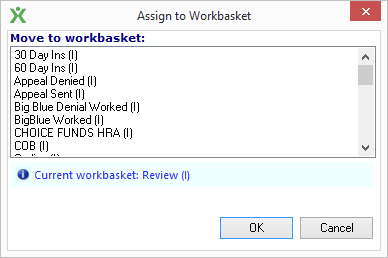 Assign to Workbasket
Move to workbasket:
30 Day Ins (I)
60 Day Ins (I)
Appeal Denied (I)
Appeal Sent (I)
Big Blue Denial Worked (I)
BigBlue Worked (I)
CHOICE FUNDS HRA (I)
COB (I)
Current workbasket: Review (I)
OK
Cancel